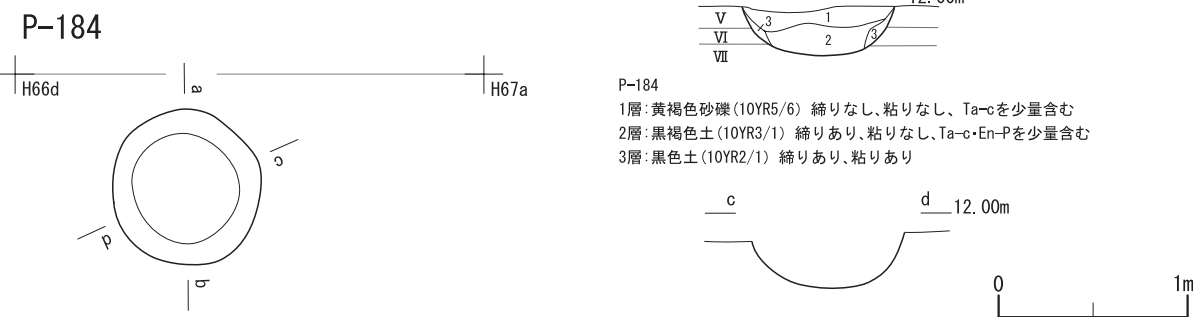 P-184
H66d
H67a
a
c
d
b
Ⅴ
Ⅵ
Ⅶ
3
1
2
3
P-184
1層:黄褐色砂礫(10YR5/6) 締りなし、粘りなし、Ta-cを少量含む
2層:黒褐色土(10YR3/1) 締りあり、粘りなし、Ta-c・En-Pを少量含む
3層:黒色土(10YR2/1) 締りあり、粘りあり
c
d
12.00m
0
1m